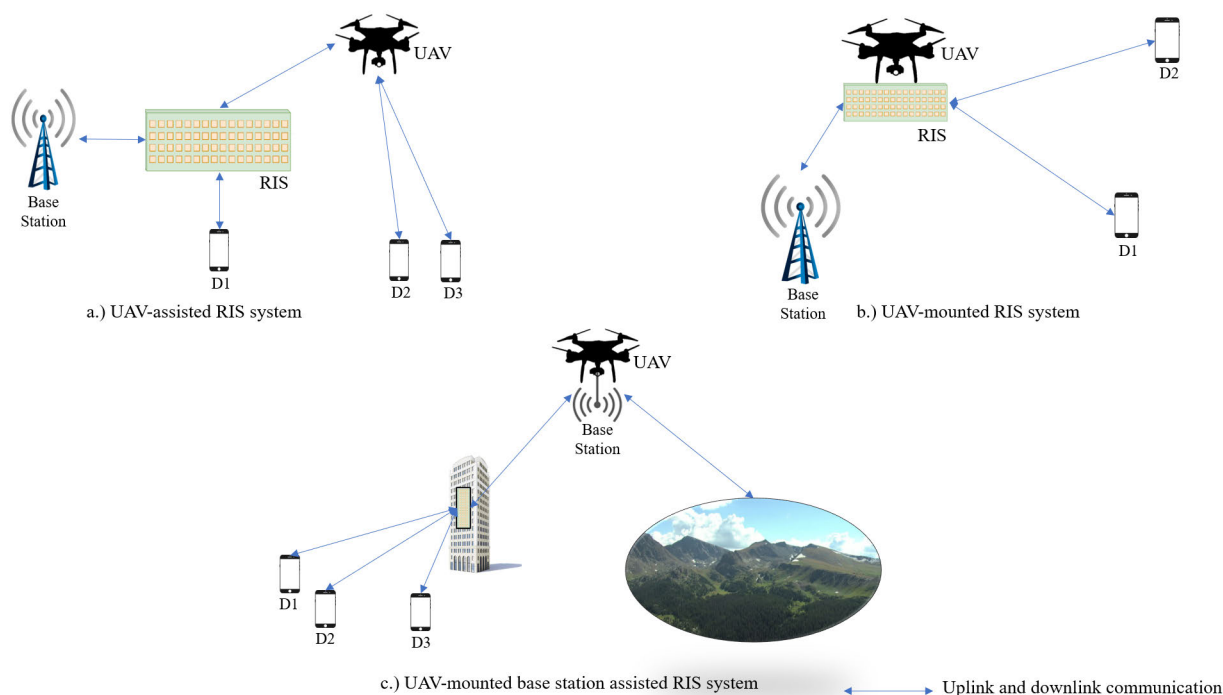 UAV
RIS
Base
Station
D1
D2
D3
a.) UAV-assisted RIS system
UAV
D2
RIS
D1
Base
Station
b.) UAV-mounted RIS system
UAV
Base
Station
D1
D2
D3
c.) UAV-mounted base station assisted RIS system
Uplink and downlink communication